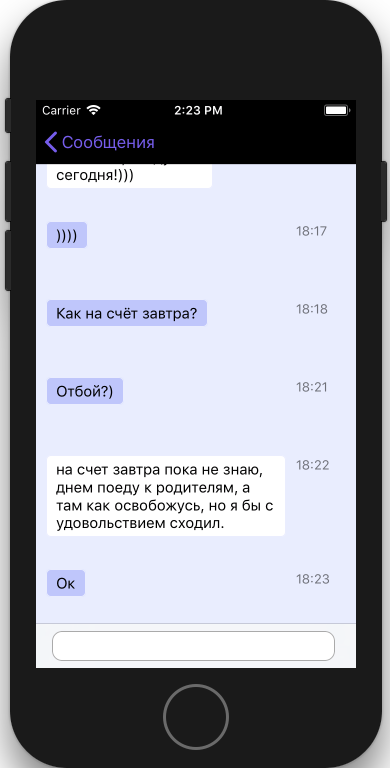 Carrier 2:23 PM
Сообщения
сегодня!)))
)))) 18:17
Как на счёт завтра? 18:18
Отбой?) 18:21
на счет завтра пока не знаю, 18:22
днем поеду к родителям, а
там как освобожусь, но я бы с
удовольствием сходил.
Ок 18:23